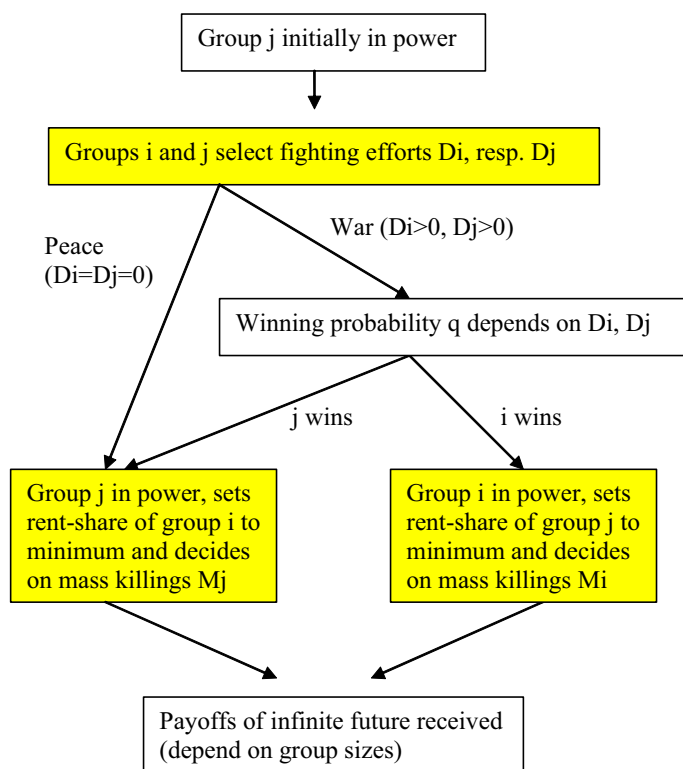 Group j initially in power
Groups i and j select fighting efforts Di, resp. Dj
Peace
(Di=Dj=0)
War (Di>0, Dj>0)
Winning probability q depends on Di, Dj
j wins
i wins
Group j in power, sets
rent-share of group i to
minimum and decides
on mass killings Mj
Group i in power, sets
rent-share of group j to
minimum and decides
on mass killings Mi
Payoffs of infinite future received
(depend on group sizes)